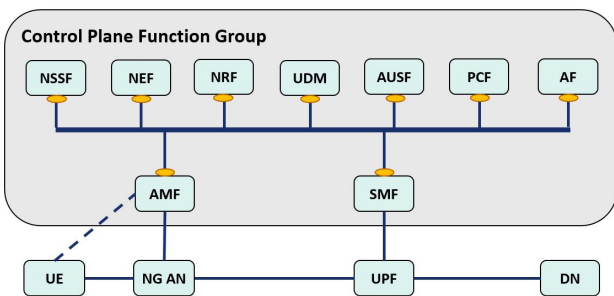 Control Plane Function Group
NSSF NEF NRF UDM AUSF PCF AF
AMF SMF
UE NG AN UPF DN